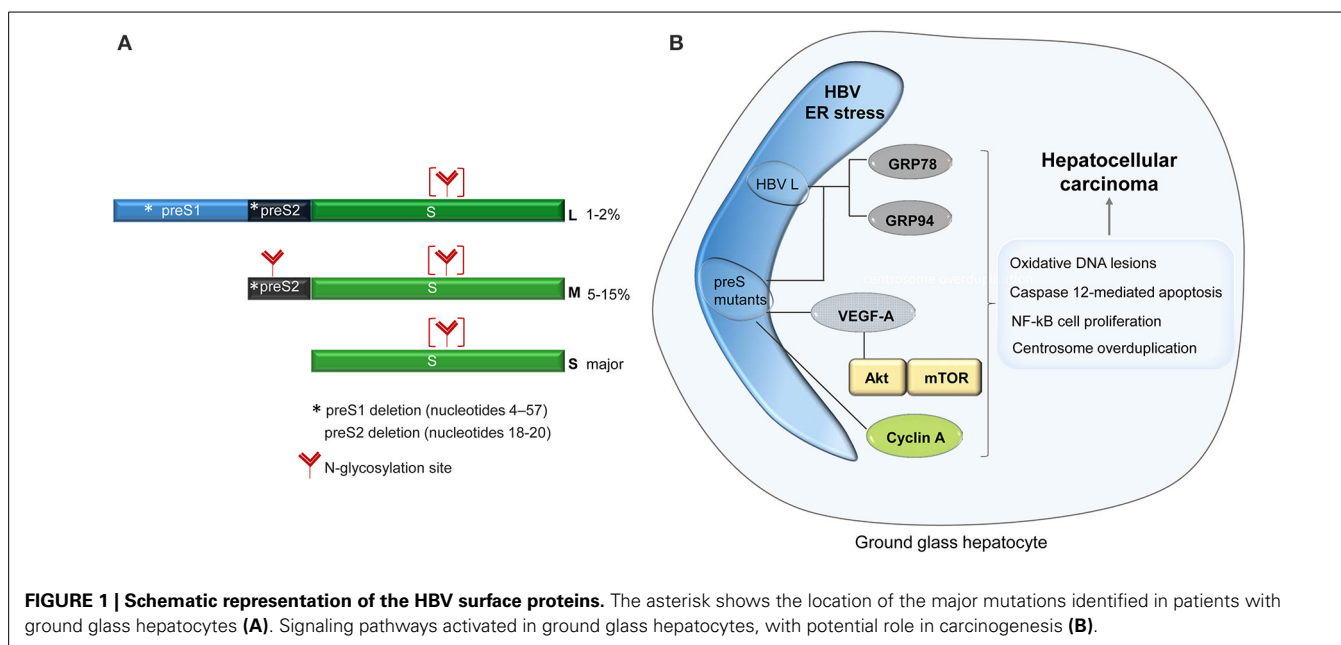 A
* preS1
* preS2
S
L 1-2%
*preS2
S
M 5-15%
S
S major
* preS1 deletion (nucleotides 4–57)
preS2 deletion (nucleotides 18-20)
N-glycosylation site
B
HBV
ER stress
HBV L
preS
mutants
GRP78
GRP94
centrosome overduplication
VEGF-A
Akt
mTOR
Cyclin A
Hepatocellular
carcinoma
Oxidative DNA lesions
Caspase 12-mediated apoptosis
NF-kB cell proliferation
Centrosome overduplication
Ground glass hepatocyte
FIGURE 1 | Schematic representation of the HBV surface proteins. The asterisk shows the location of the major mutations identified in patients with
ground glass hepatocytes (A). Signaling pathways activated in ground glass hepatocytes, with potential role in carcinogenesis (B).